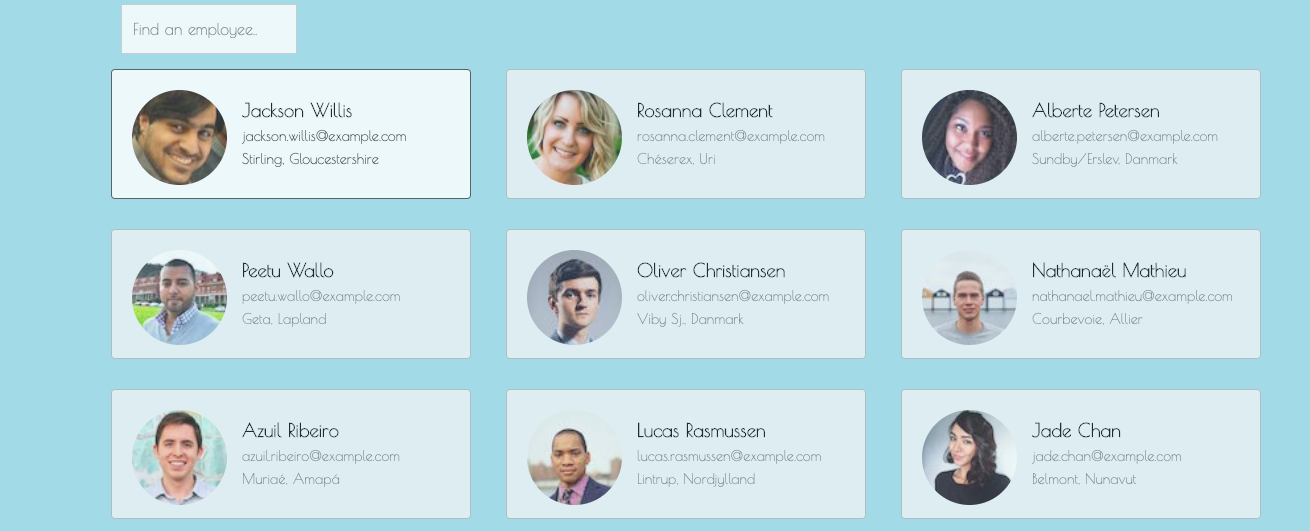 Find an employee..
Jackson Willis
jackson.willis@example.com
Stirling, Gloucestershire
Rosanna Clement
rosanna.clement@example.com
Chéserex, Uri
Alberte Petersen
alberte.petersen@example.com
Sundby/Erslev, Danmark
Peetu Wallo
peetu.wallo@example.com
Geta, Lapland
Oliver Christiansen
oliver.christiansen@example.com
Viby Sj., Danmark
Nathanaël Mathieu
nathanael.mathieu@example.com
Courbevoie, Allier
Azuil Ribeiro
azuil.ribeiro@example.com
Muriaé, Amapá
Lucas Rasmussen
lucas.rasmussen@example.com
Lintrup, Nordjylland
Jade Chan
jade.chan@example.com
Belmont, Nunavut